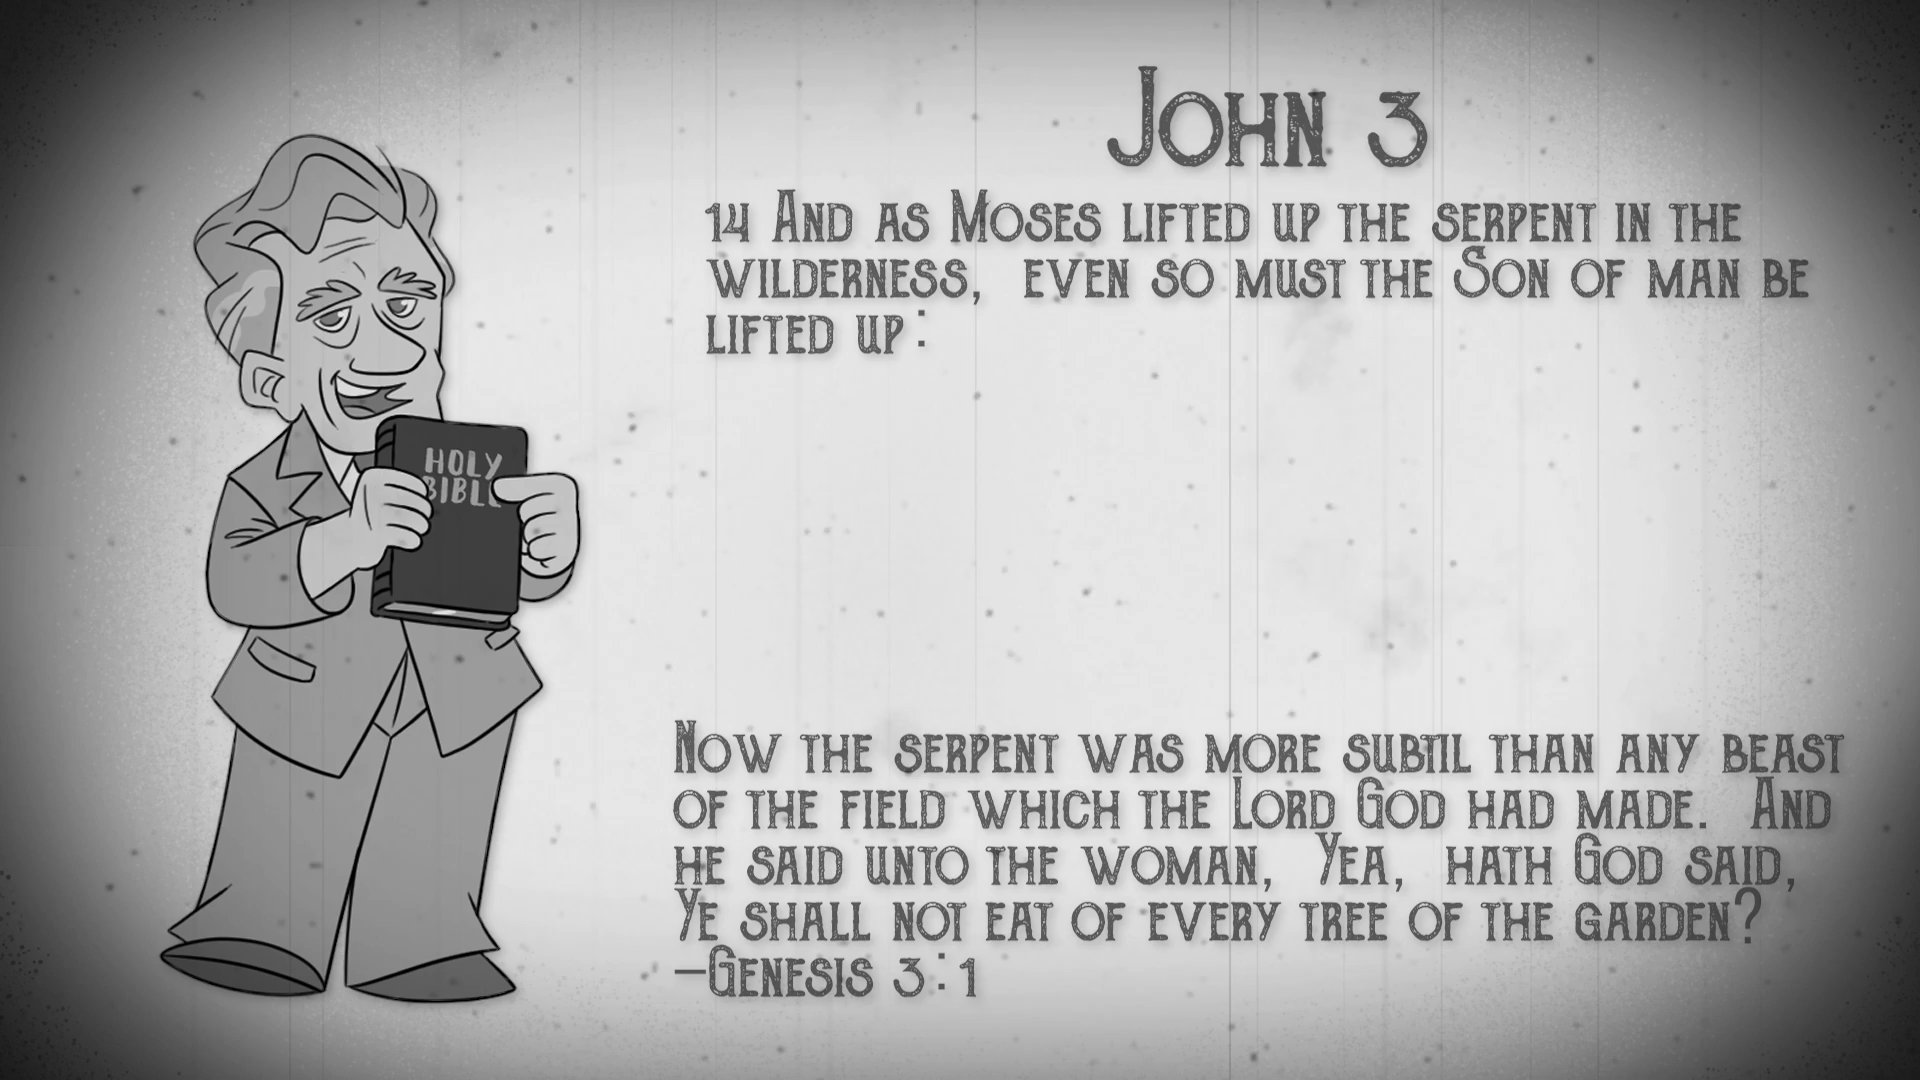 John 3
14 And as Moses lifted up the serpent in the
wilderness, even so must the Son of man be
lifted up:
HOLY
BIBLE
Now the serpent was more subtil than any beast
of the field which the Lord God had made. And
he said unto the woman, Yea, hath God said,
Ye shall not eat of every tree of the garden?
—Genesis 3:1